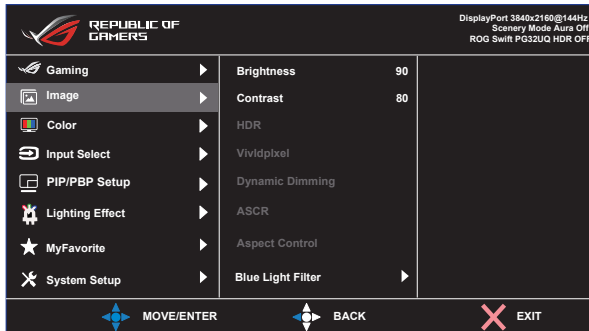 REPUBLIC OF
GAMERS
DisplayPort 3840x2160@144Hz
Scenery Mode Aura Off
ROG Swift PG32UQ HDR OFF
Gaming
Image
Color
Input Select
PIP/PBP Setup
Lighting Effect
MyFavorite
System Setup
Brightness 90
Contrast 80
HDR
Vividpixel
Dynamic Dimming
ASCR
Aspect Control
Blue Light Filter
MOVE/ENTER
BACK
EXIT